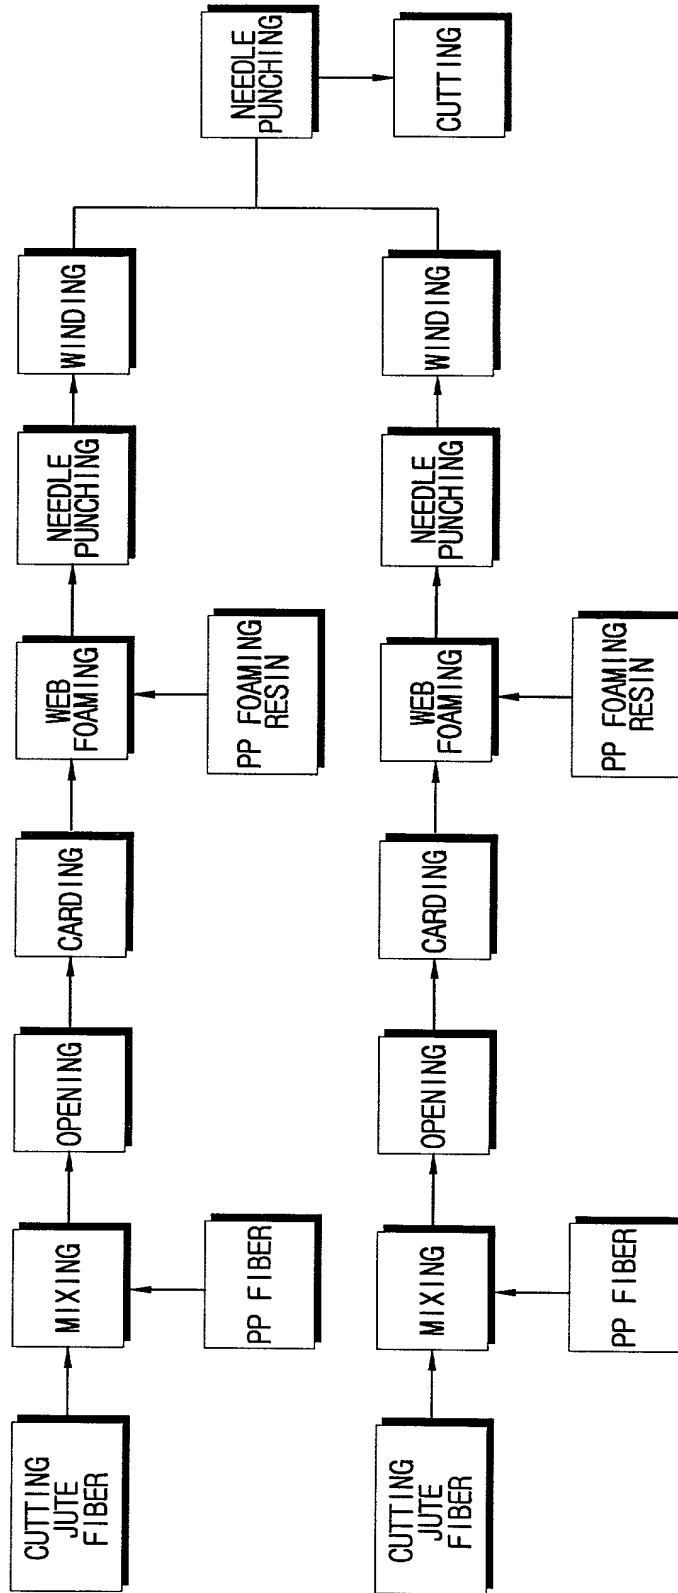 CUTTING
JUTE
FIBER
MIXING
PP FIBER
OPENING
CARDING
WEB
FOAMING
PP FOAMING
RESIN
NEEDLE
PUNCHING
WINDING
CUTTING
JUTE
FIBER
MIXING
PP FIBER
OPENING
CARDING
WEB
FOAMING
PP FOAMING
RESIN
NEEDLE
PUNCHING
WINDING
NEEDLE
PUNCHING
CUTTING